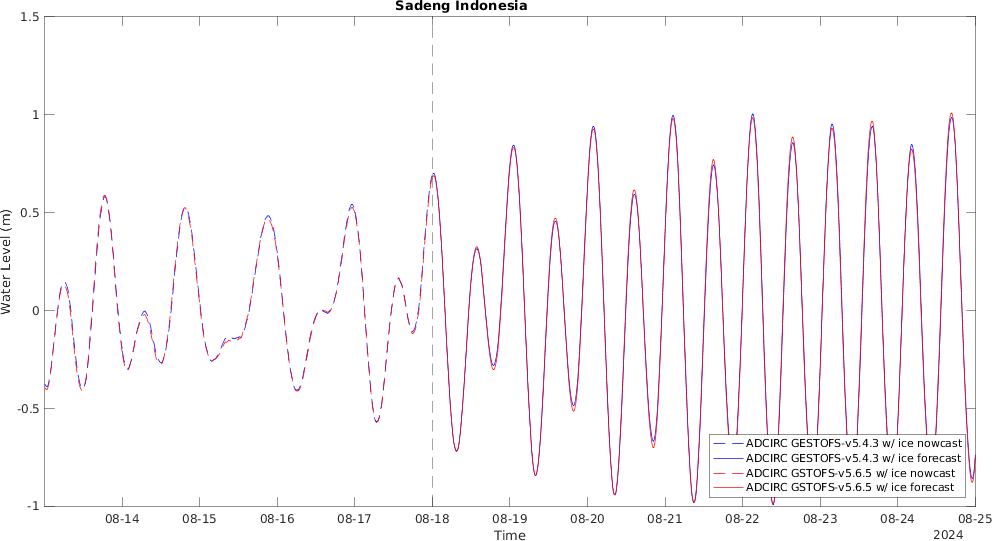 Sadeng Indonesia
1.5
1
0.5
0
-0.5
-1
Water Level (m)
ADCIRC GESTOFS-v5.4.3 w/ ice nowcast
ADCIRC GESTOFS-v5.4.3 w/ ice forecast
ADCIRC GSTOFS-v5.6.5 w/ ice nowcast
ADCIRC GSTOFS-v5.6.5 w/ ice forecast
08-14 08-15 08-16 08-17 08-18 08-19 08-20 08-21 08-22 08-23 08-24 08-25
Time
2024